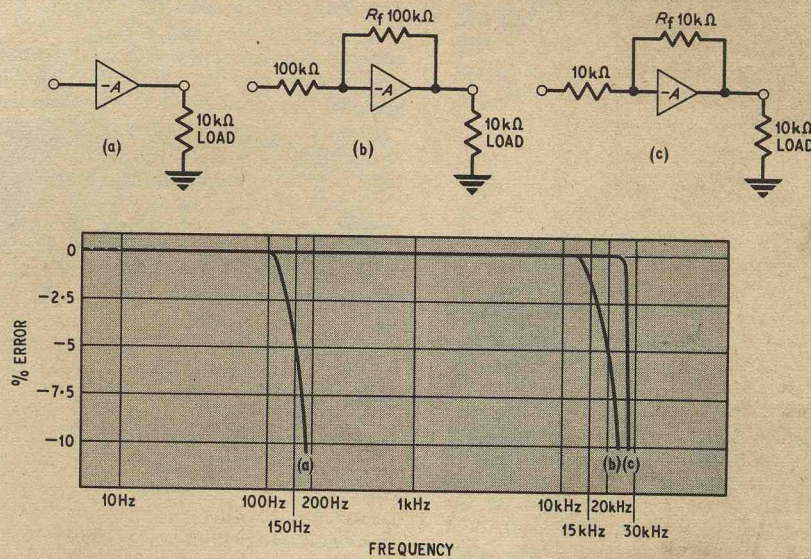 Rf 100kΩ
Rf 10kΩ
100kΩ
10kΩ
-A
-A
-A
10kΩ
LOAD
10kΩ
LOAD
10kΩ
LOAD
(a)
(b)
(c)
% ERROR
0
-2·5
-5
-7·5
-10
(a)
(b)
(c)
10Hz
100Hz
200Hz
1kHz
10kHz
20kHz
150Hz
15kHz
30kHz
FREQUENCY